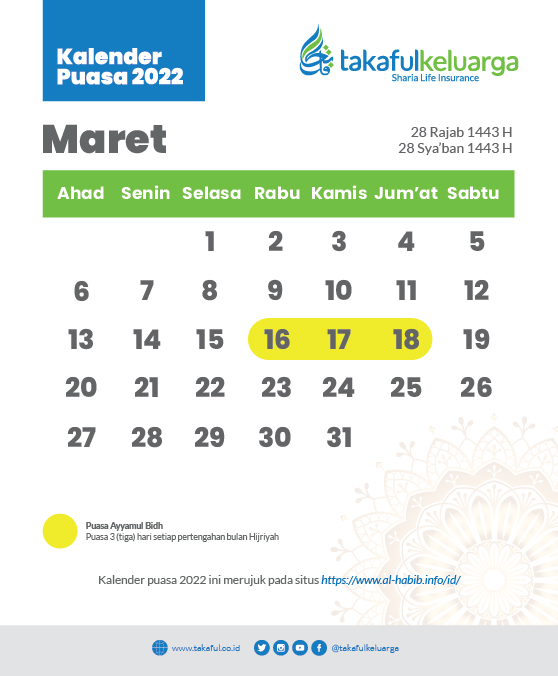 Kalender
Puasa 2022
takafulkeluarga
Sharia Life Insurance
Maret
28 Rajab 1443 H
28 Sya'ban 1443 H
Ahad Senin Selasa Rabu Kamis Jum'at Sabtu
1 2 3 4 5
6 7 8 9 10 11 12
13 14 15 16 17 18 19
20 21 22 23 24 25 26
27 28 29 30 31
Puasa Ayyamul Bidh
Puasa 3 (tiga) hari setiap pertengahan bulan Hijriyah
Kalender puasa 2022 ini merujuk pada situs https://www.al-habib.info/id/
www.takaful.co.id @takafulkeluarga